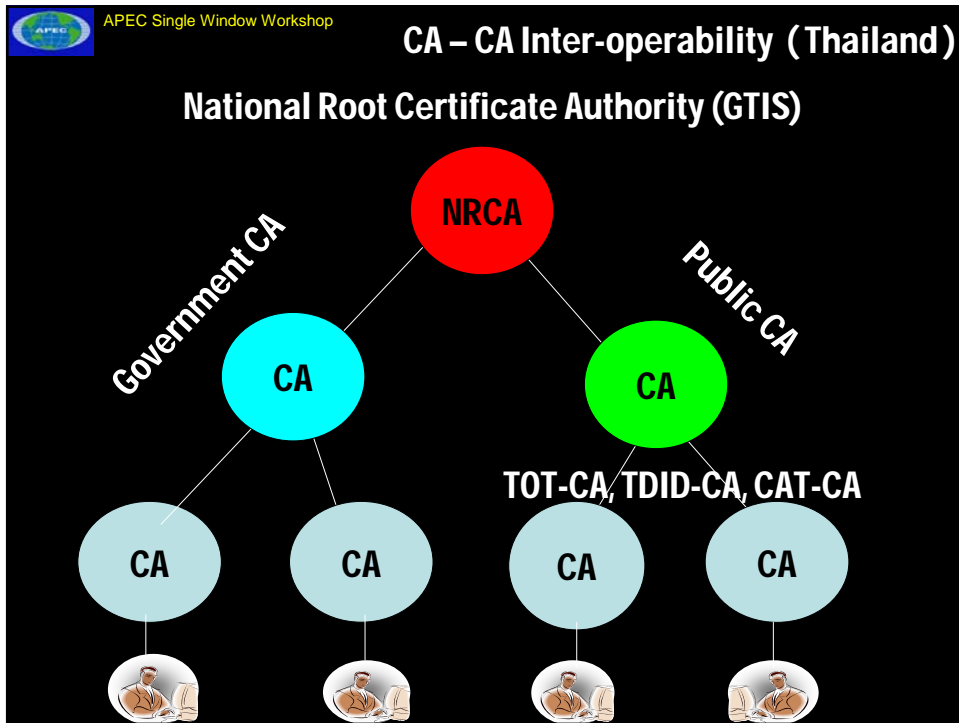 APEC
APEC Single Window Workshop
CA – CA Inter-operability (Thailand)
National Root Certificate Authority (GTIS)
NRCA
Government CA
Public CA
CA
CA
TOT-CA, TDID-CA, CAT-CA
CA
CA
CA
CA